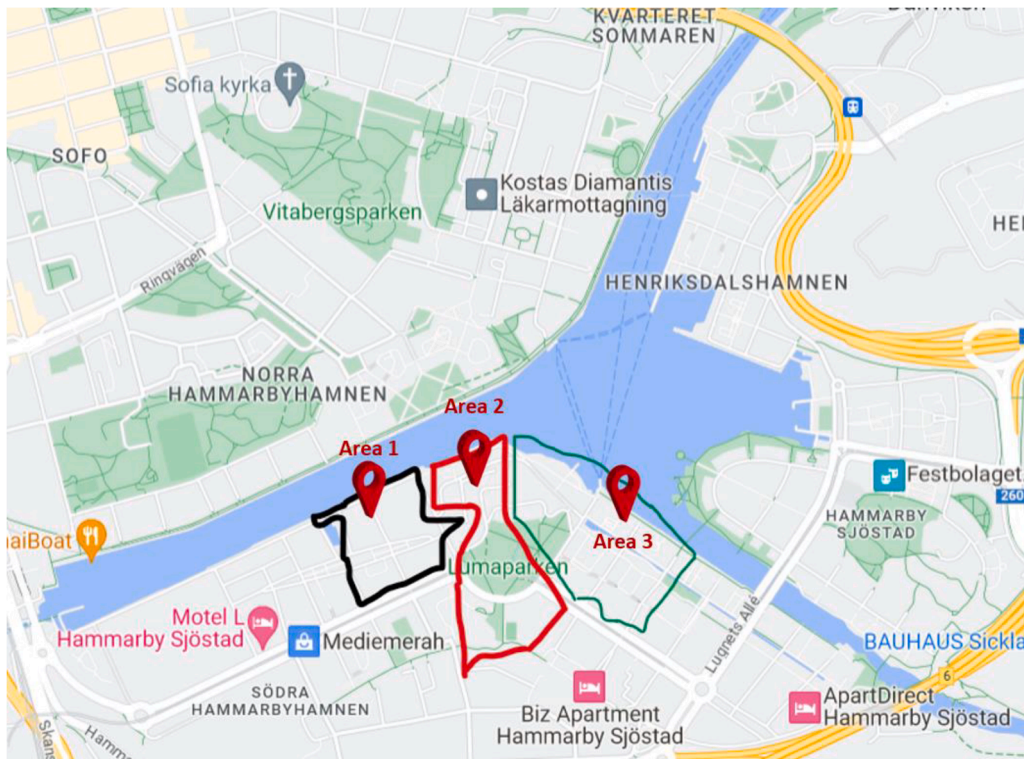 KVARTERET
SOMMAREN
Sofia kyrka
SOFO
Kostas Diamantis
Läkarmottagning
Vitabergsparken
Ringvägen
HENRIKSDALSHAMNEN
NORRA
HAMMARBYHAMNEN
Area 2
Area 1
Festbolaget
260
HAMMARBY
SJÖSTAD
Area 3
Lumaparken
Motel L
Hammarby Sjöstad
Mediemerah
Lugnets Allé
BAUHAUS Sickla
6
SÖDRA
HAMMARBYHAMNEN
ApartDirect
Hammarby Sjöstad
Biz Apartment
Hammarby Sjöstad